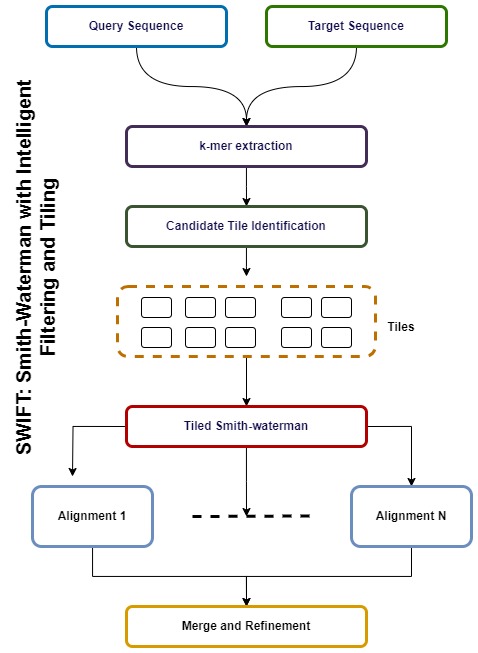 Query Sequence
Target Sequence
SWIFT: Smith-Waterman with Intelligent
Filtering and Tiling
k-mer extraction
Candidate Tile Identification
Tiles
Tiled Smith-waterman
Alignment 1
Alignment N
Merge and Refinement